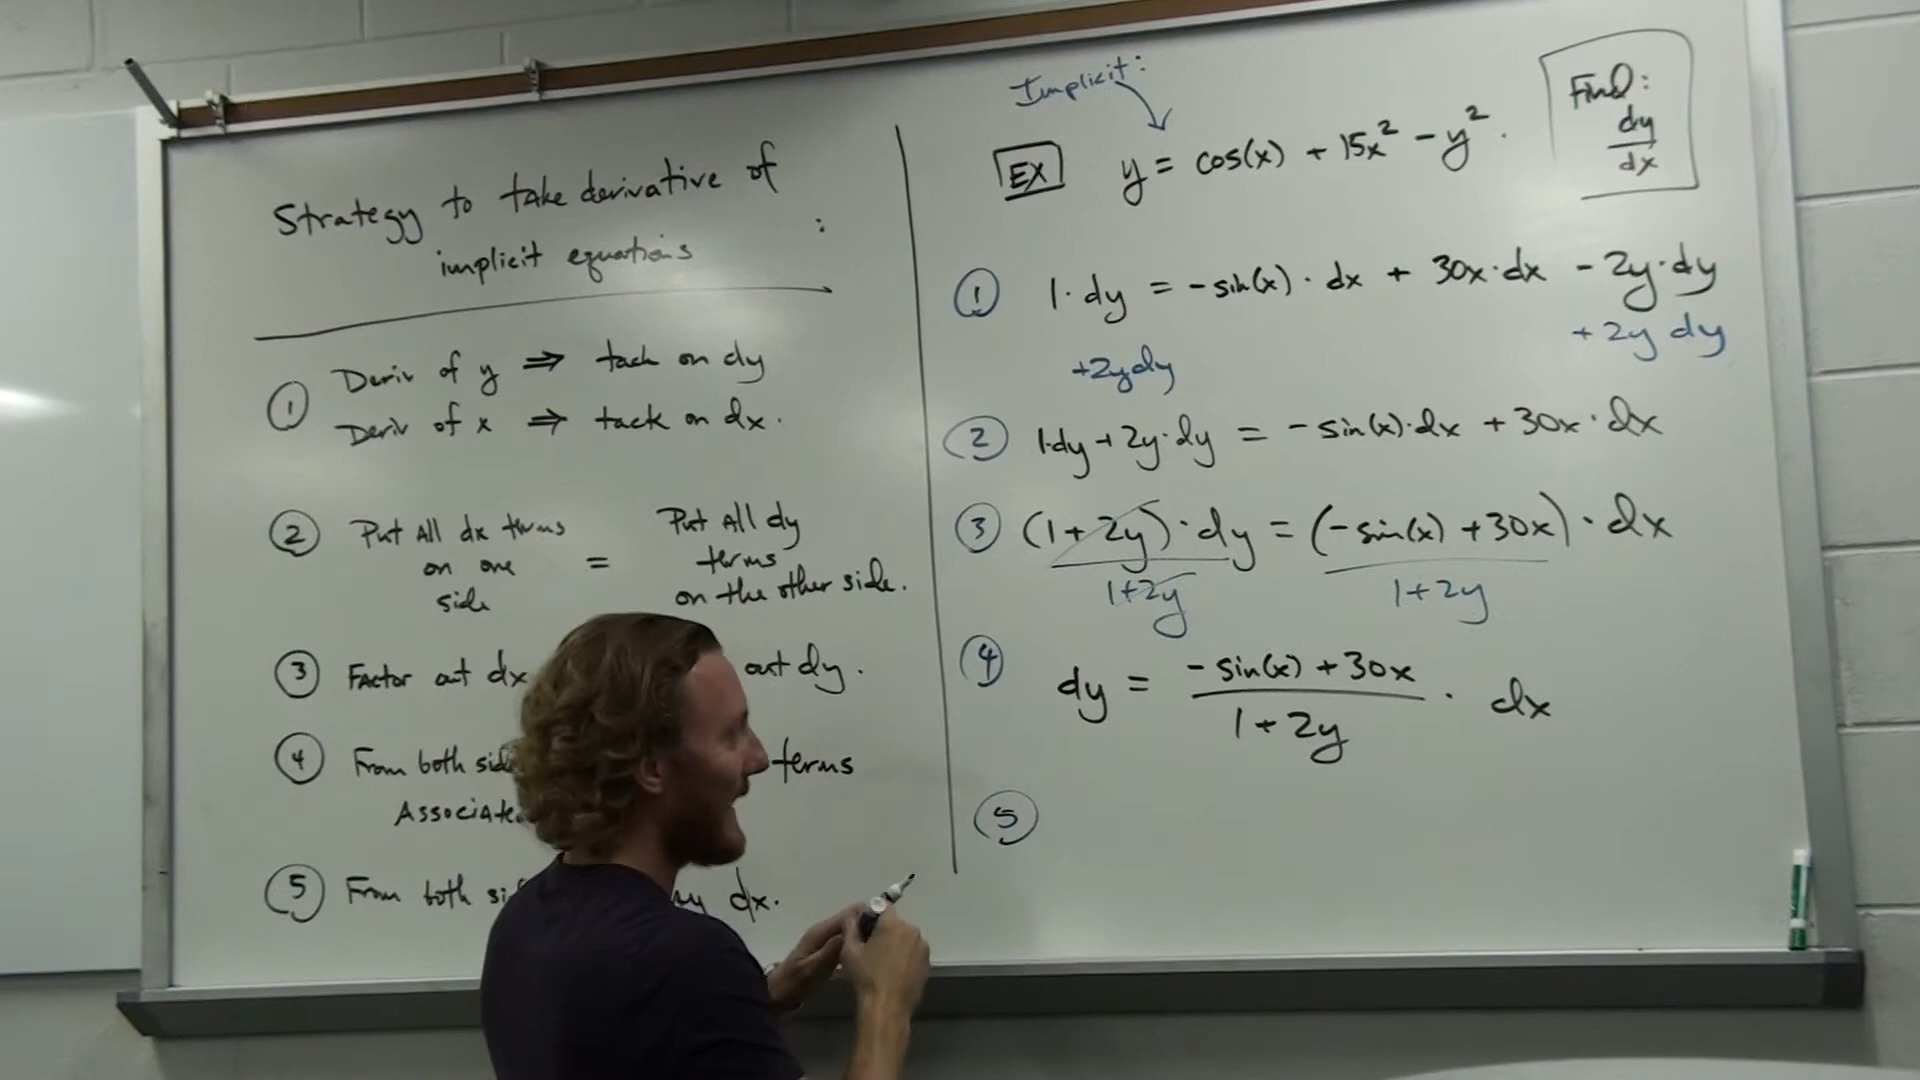 Strategy to take derivative of
implicit equations :
① Deriv of y ⇒ tack on dy
Deriv of x ⇒ tack on dx.
② Put All dx terms on one side = Put All dy terms on the other side.
③ Factor out dx out dy.
④ From both terms
⑤ From both dx.
Implicit:
EX y = cos(x) + 15x² - y².
Find: dy/dx
① 1·dy = -sin(x)·dx + 30x·dx - 2y·dy
+2ydy + 2y dy
② 1·dy + 2y·dy = -sin(x)·dx + 30x·dx
③ (1+2y)·dy = (-sin(x) + 30x)·dx
1+2y 1+2y
④ dy = (-sin(x) + 30x)/(1+2y) · dx
⑤